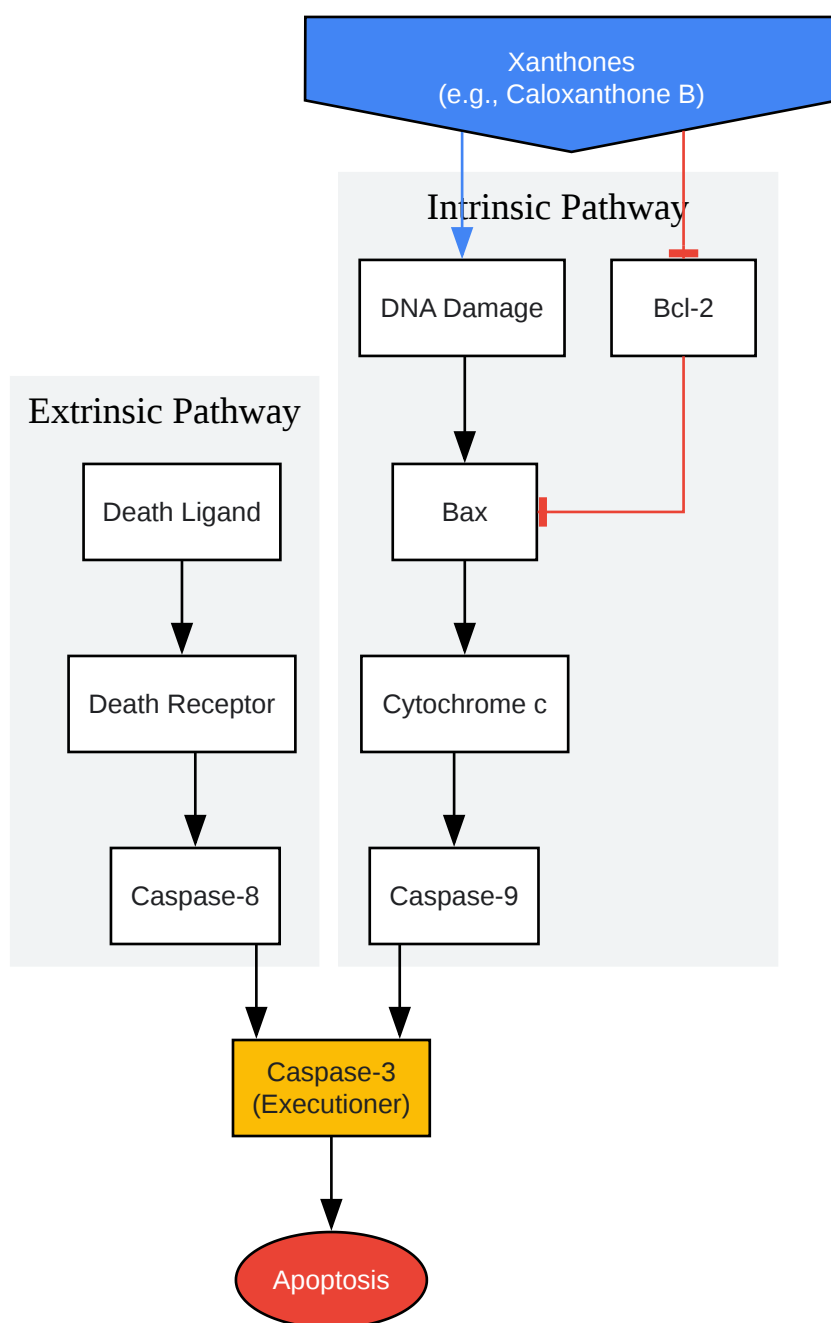 Xanthones
(e.g., Caloxanthone B)
Intrinsic Pathway
DNA Damage
Bcl-2
Extrinsic Pathway
Death Ligand
Bax
Death Receptor
Cytochrome c
Caspase-8
Caspase-9
Caspase-3
(Executioner)
Apoptosis